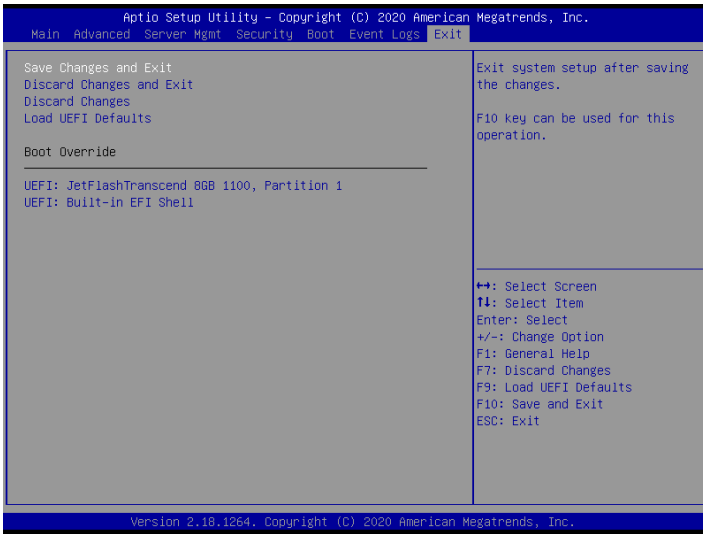 Aptio Setup Utility – Copyright (C) 2020 American Megatrends, Inc.
Main Advanced Server Mgmt Security Boot Event Logs Exit
Save Changes and Exit
Discard Changes and Exit
Discard Changes
Load UEFI Defaults
Boot Override
UEFI: JetFlashTranscend 8GB 1100, Partition 1
UEFI: Built-in EFI Shell
Exit system setup after saving
the changes.
F10 key can be used for this
operation.
↔: Select Screen
↑↓: Select Item
Enter: Select
+/-: Change Option
F1: General Help
F7: Discard Changes
F9: Load UEFI Defaults
F10: Save and Exit
ESC: Exit
Version 2.18.1264. Copyright (C) 2020 American Megatrends, Inc.